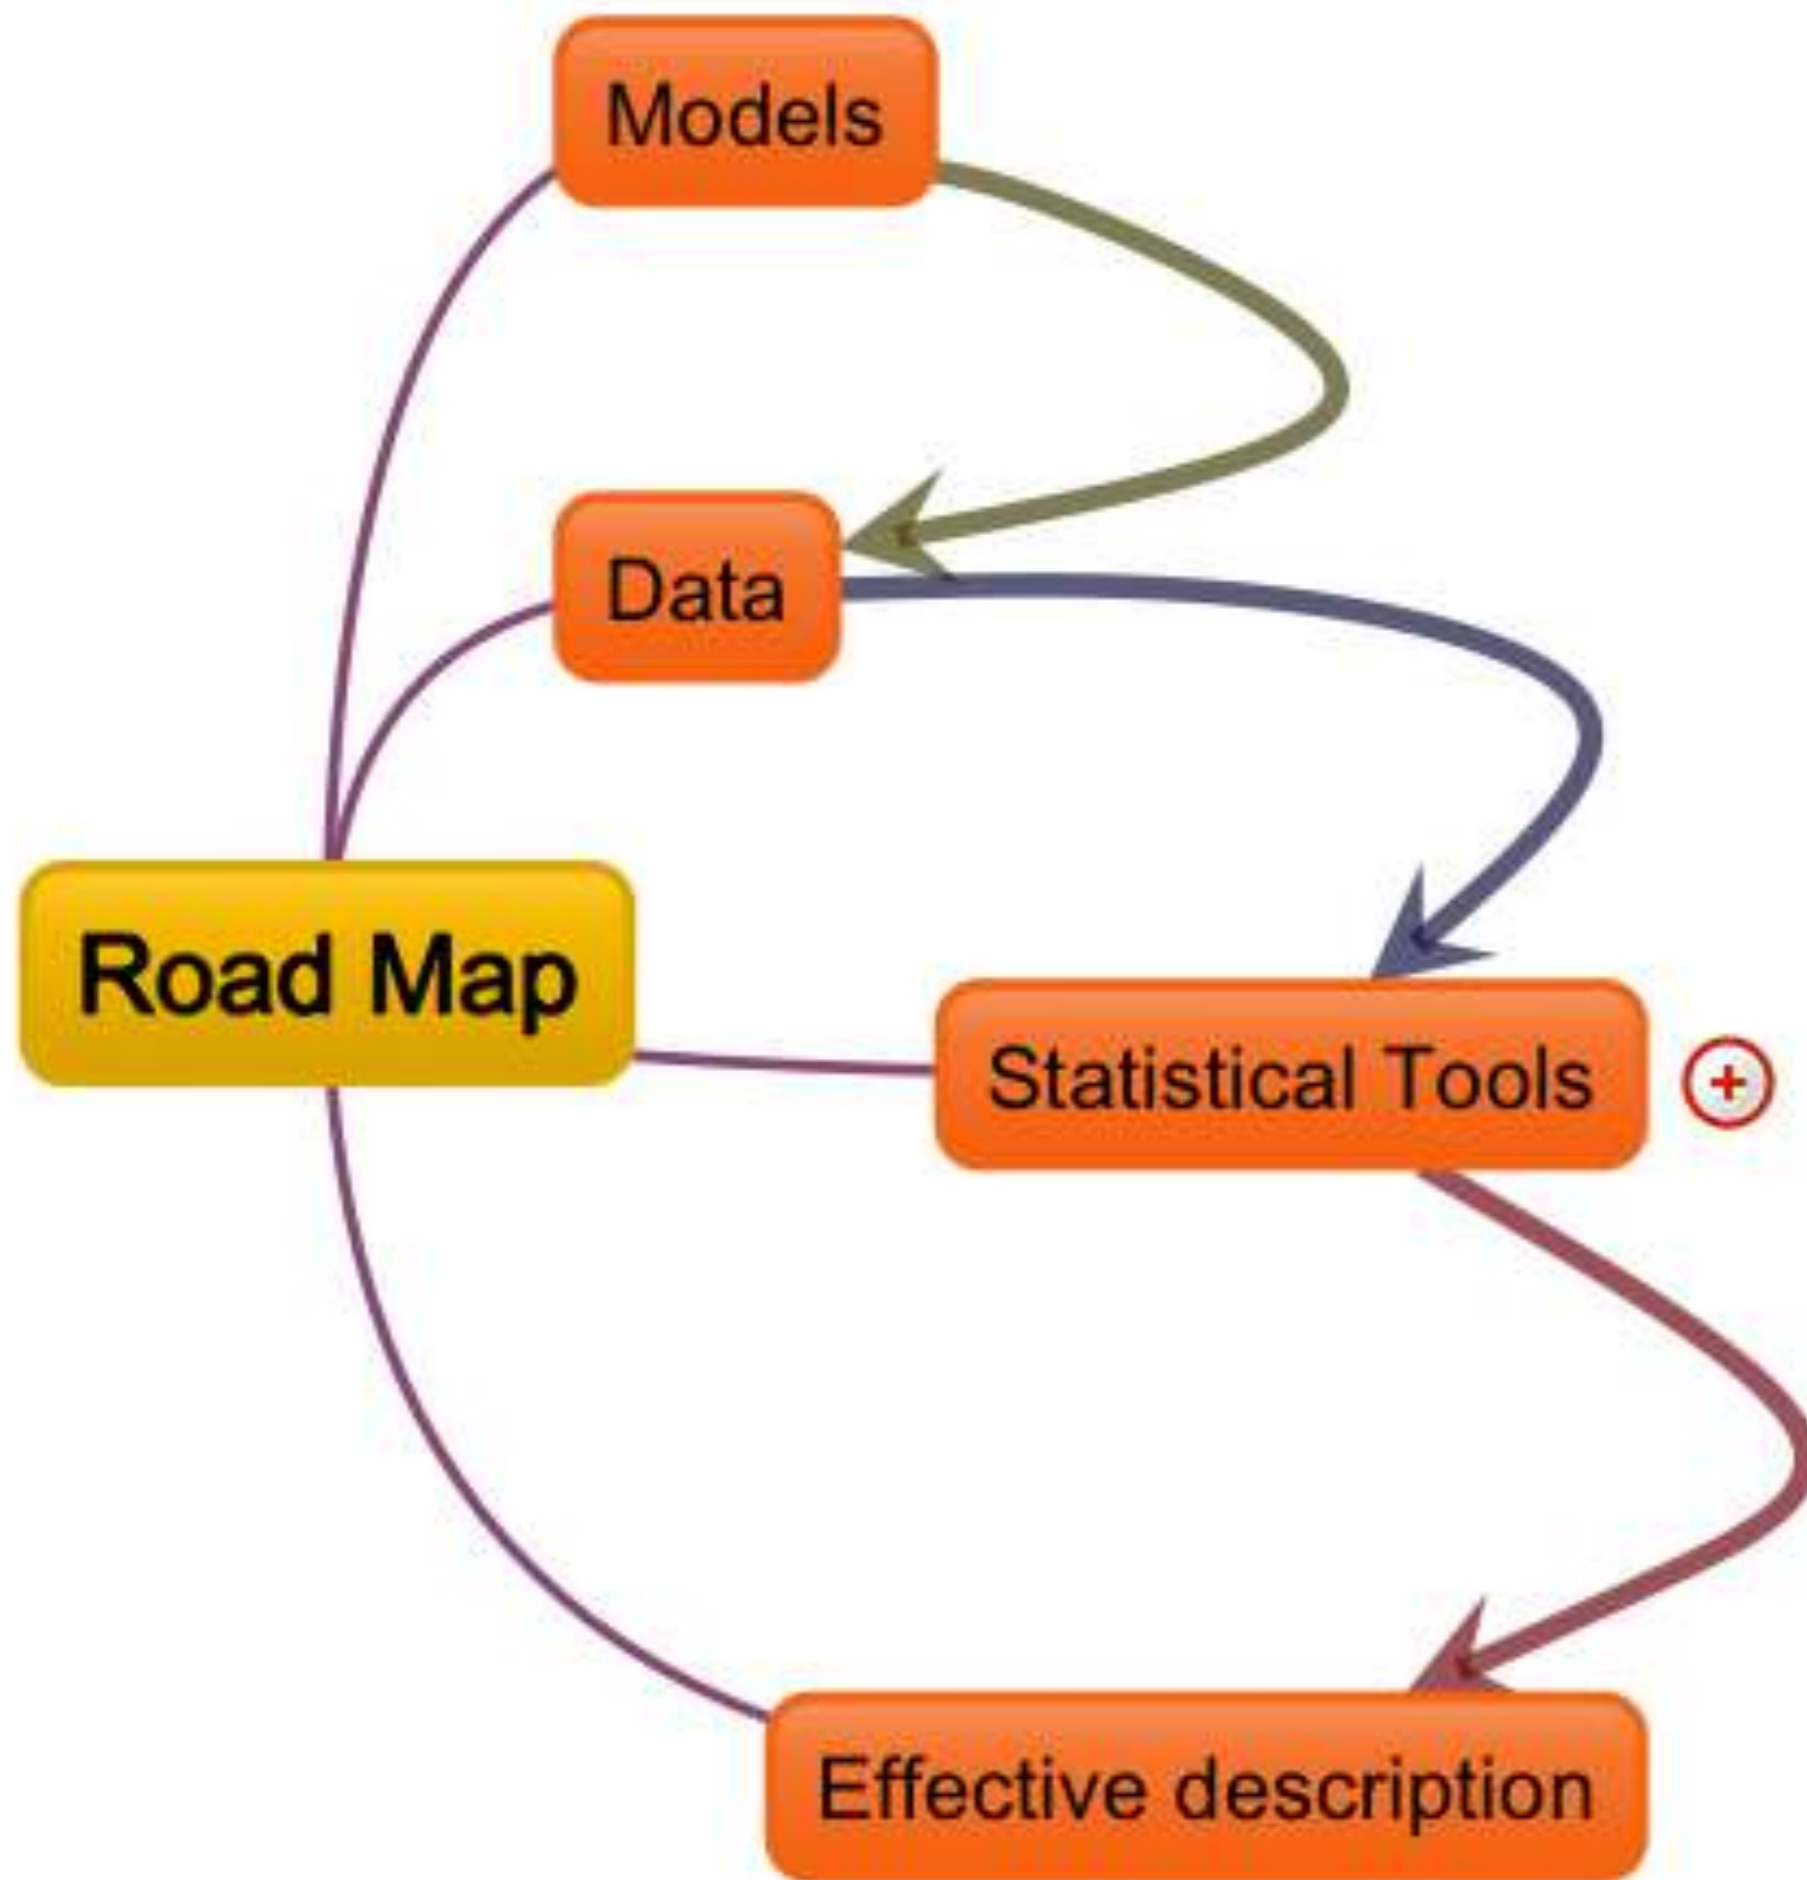 Models
Data
Road Map
Statistical Tools
+
Effective description